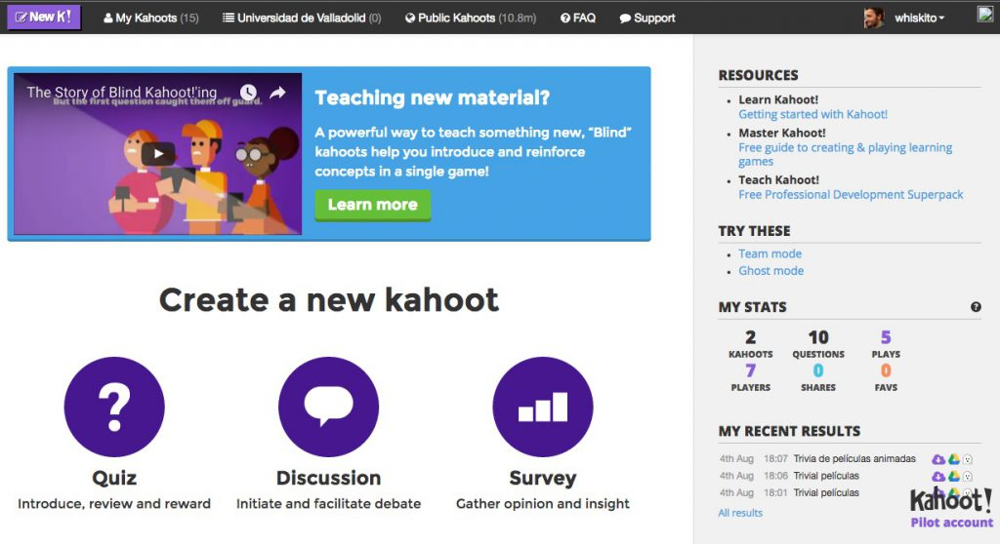 New K!
My Kahoots (15)
Universidad de Valladolid (0)
Public Kahoots (10.8m)
FAQ
Support
whiskito
The Story of Blind Kahoot!'ing
But the first question caught them off guard.
Teaching new material?
A powerful way to teach something new, “Blind”
kahoots help you introduce and reinforce
concepts in a single game!
Learn more
Create a new kahoot
Quiz
Introduce, review and reward
Discussion
Initiate and facilitate debate
Survey
Gather opinion and insight
RESOURCES
Learn Kahoot!
Getting started with Kahoot!
Master Kahoot!
Free guide to creating & playing learning
games
Teach Kahoot!
Free Professional Development Superpack
TRY THESE
Team mode
Ghost mode
MY STATS
2 10 5
KAHOOTS QUESTIONS PLAYS
7 0 0
PLAYERS SHARES FAVS
MY RECENT RESULTS
4th Aug 18:07 Trivia de películas animadas
4th Aug 18:06 Trivial películas
4th Aug 18:01 Trivial películas
All results
Kahoot!
Pilot account